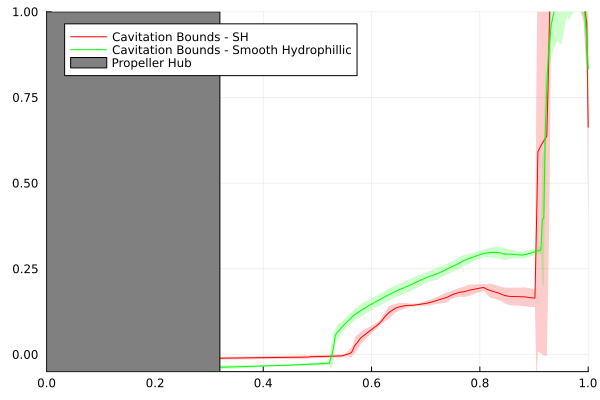 1.00
Cavitation Bounds - SH
Cavitation Bounds - Smooth Hydrophillic
Propeller Hub
0.75
0.50
0.25
0.00
0.0 0.2 0.4 0.6 0.8 1.0